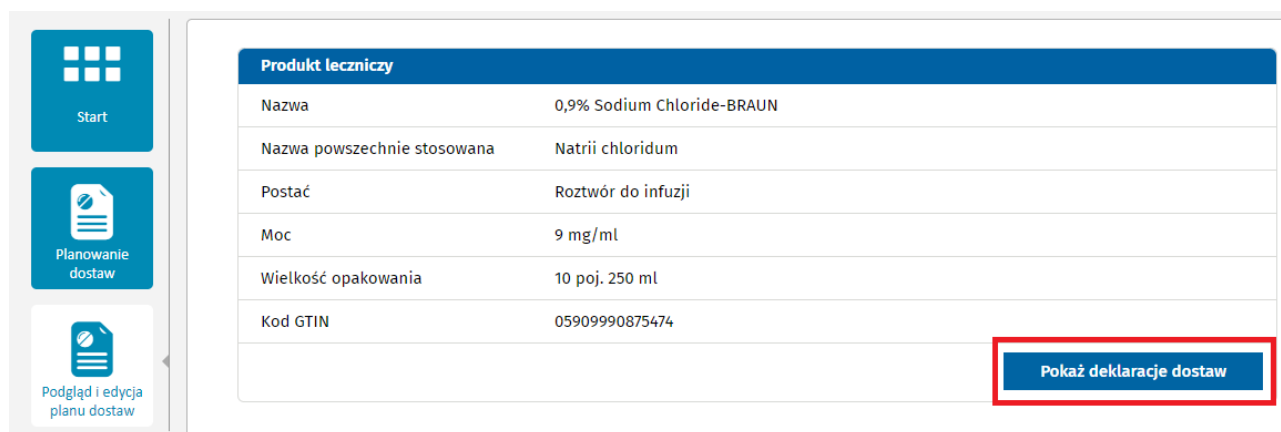 Start
Planowanie
dostaw
Podgląd i edycja
planu dostaw
Produkt leczniczy
Nazwa 0,9% Sodium Chloride-BRAUN
Nazwa powszechnie stosowana Natrii chloridum
Postać Roztwór do infuzji
Moc 9 mg/ml
Wielkość opakowania 10 poj. 250 ml
Kod GTIN 05909990875474
Pokaż deklaracje dostaw